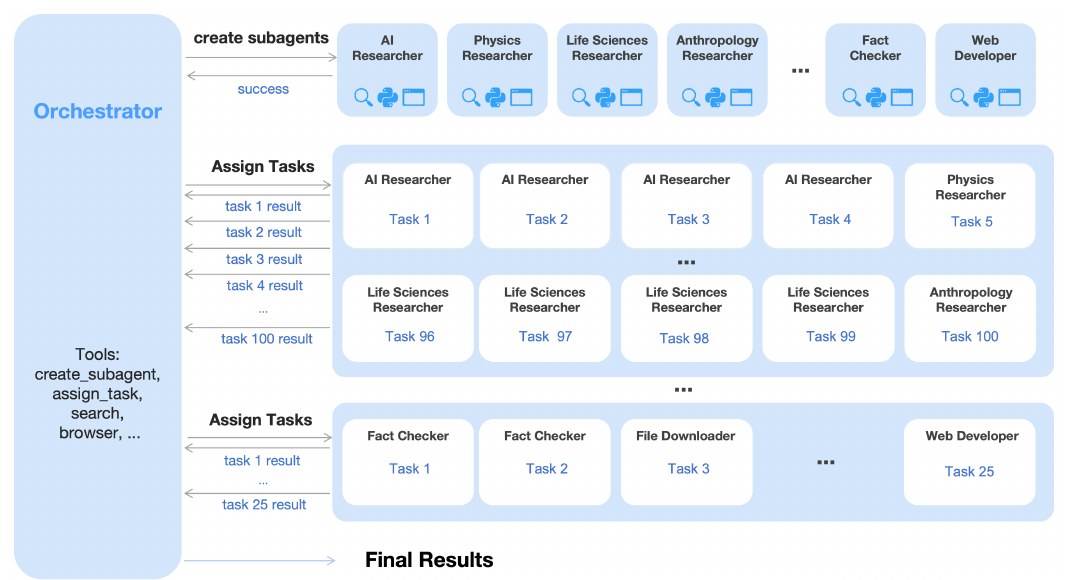 Orchestrator
Tools:
create_subagent,
assign_task,
search,
browser, ...
create subagents
success
AI
Researcher
Physics
Researcher
Life Sciences
Researcher
Anthropology
Researcher
...
Fact
Checker
Web
Developer
Assign Tasks
task 1 result
task 2 result
task 3 result
task 4 result
...
task 100 result
AI Researcher
Task 1
AI Researcher
Task 2
AI Researcher
Task 3
AI Researcher
Task 4
Physics
Researcher
Task 5
...
Life Sciences
Researcher
Task 96
Life Sciences
Researcher
Task 97
Life Sciences
Researcher
Task 98
Life Sciences
Researcher
Task 99
Anthropology
Researcher
Task 100
...
Assign Tasks
task 1 result
...
task 25 result
Fact Checker
Task 1
Fact Checker
Task 2
File Downloader
Task 3
...
Web Developer
Task 25
Final Results